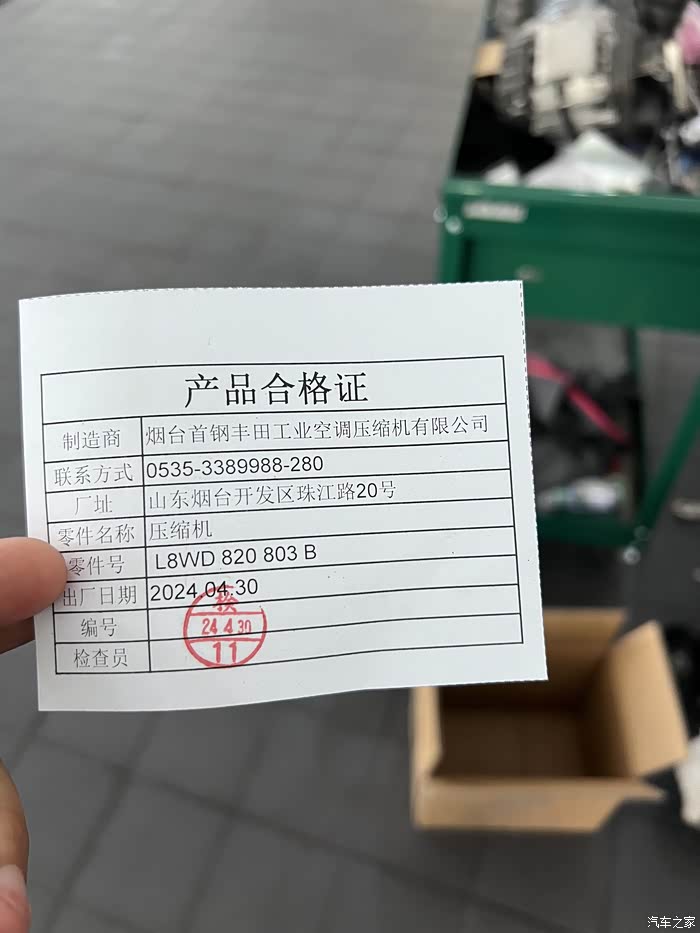 产品合格证
制造商 烟台首钢丰田工业空调压缩机有限公司
联系方式 0535-3389988-280
厂址 山东烟台开发区珠江路20号
零件名称 压缩机
零件号 L8WD 820 803 B
出厂日期 2024.04.30
编号
检查员
检
24 4 30
11
汽车之家